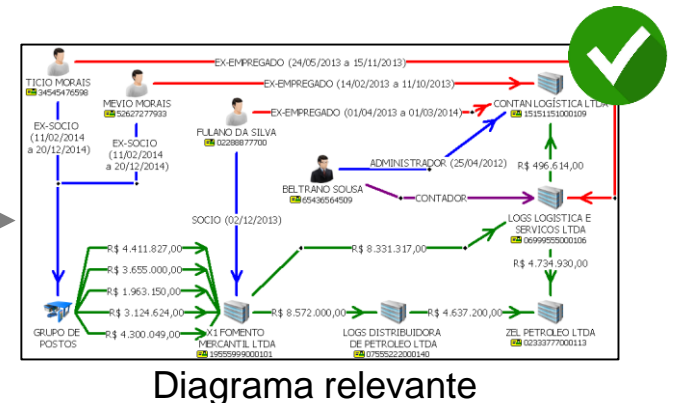 EX-EMPREGADO (24/05/2013 a 15/11/2013)
TICIO MORAIS
34545476598
EX-EMPREGADO (14/02/2013 a 11/10/2013)
MEVIO MORAIS
52627277933
CONTAN LOGÍSTICA LTDA
15151151000109
EX-EMPREGADO (01/04/2013 a 01/03/2014)
FULANO DA SILVA
02288877700
EX-SOCIO
(11/02/2014
a 20/12/2014)
EX-SOCIO
(11/02/2014
a 20/12/2014)
ADMINISTRADOR (25/04/2012)
R$ 496.614,00
BELTRANO SOUSA
65436564509
CONTADOR
LOGS LOGISTICA E
SERVICOS LTDA
06999555000106
SOCIO (02/12/2013)
R$ 4.411.827,00
R$ 8.331.317,00
R$ 4.734.930,00
R$ 3.655.000,00
R$ 1.963.150,00
R$ 3.124.624,00
R$ 8.572.000,00
R$ 4.637.200,00
R$ 4.300.049,00
GRUPO DE
POSTOS
X1 FOMENTO
MERCANTIL LTDA
19555999000101
LOGS DISTRIBUIDORA
DE PETROLEO LTDA
07555222000140
ZEL PETROLEO LTDA
02333777000113
Diagrama relevante